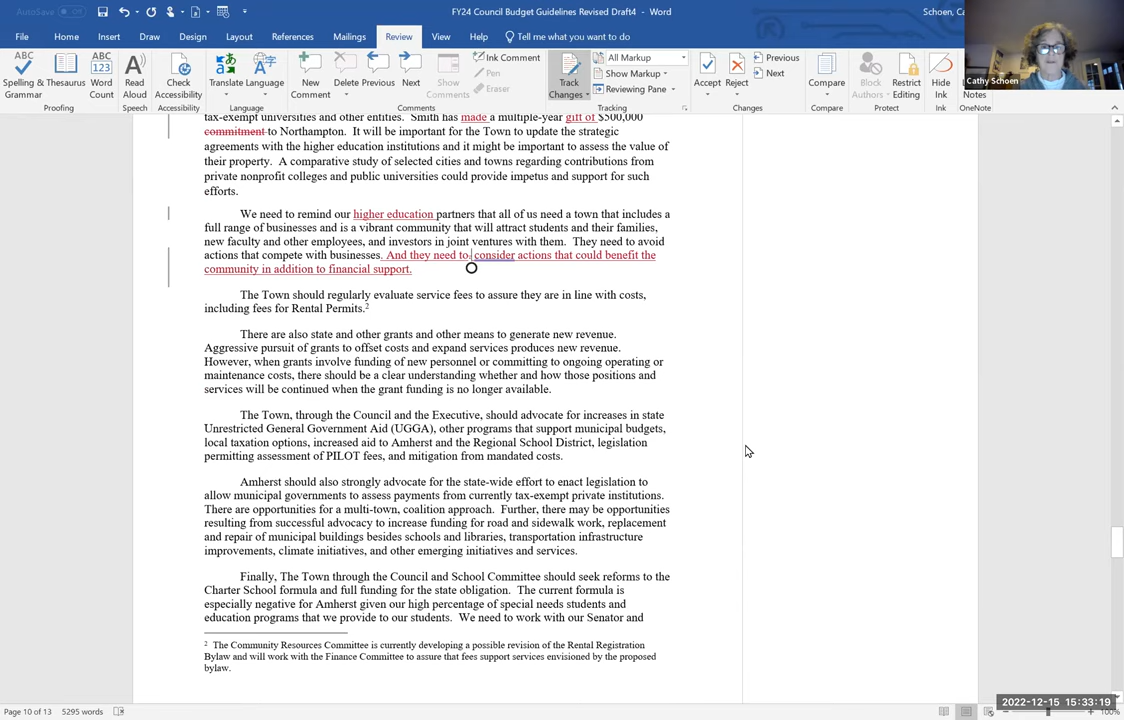 AutoSave Off FY24 Council Budget Guidelines Revised Draft4 - Word Schoen, Ca
File Home Insert Draw Design Layout References Mailings Review View Help Tell me what you want to do
Spelling & Grammar Thesaurus Word Count Read Aloud Check Accessibility Translate Language New Comment Delete Previous Next Show Comments Ink Comment Pen Eraser Track Changes All Markup Show Markup Reviewing Pane Accept Reject Previous Next Compare Block Authors Restrict Editing Hide Ink Notes
Proofing Speech Accessibility Language Comments Tracking Changes Compare Protect Ink OneNote
Cathy Schoen
tax-exempt universities and other entities. Smith has made a multiple-year gift of $500,000
commitment to Northampton. It will be important for the Town to update the strategic
agreements with the higher education institutions and it might be important to assess the value of
their property. A comparative study of selected cities and towns regarding contributions from
private nonprofit colleges and public universities could provide impetus and support for such
efforts.
We need to remind our higher education partners that all of us need a town that includes a
full range of businesses and is a vibrant community that will attract students and their families,
new faculty and other employees, and investors in joint ventures with them. They need to avoid
actions that compete with businesses. And they need to consider actions that could benefit the
community in addition to financial support.
The Town should regularly evaluate service fees to assure they are in line with costs,
including fees for Rental Permits.2
There are also state and other grants and other means to generate new revenue.
Aggressive pursuit of grants to offset costs and expand services produces new revenue.
However, when grants involve funding of new personnel or committing to ongoing operating or
maintenance costs, there should be a clear understanding whether and how those positions and
services will be continued when the grant funding is no longer available.
The Town, through the Council and the Executive, should advocate for increases in state
Unrestricted General Government Aid (UGGA), other programs that support municipal budgets,
local taxation options, increased aid to Amherst and the Regional School District, legislation
permitting assessment of PILOT fees, and mitigation from mandated costs.
Amherst should also strongly advocate for the state-wide effort to enact legislation to
allow municipal governments to assess payments from currently tax-exempt private institutions.
There are opportunities for a multi-town, coalition approach. Further, there may be opportunities
resulting from successful advocacy to increase funding for road and sidewalk work, replacement
and repair of municipal buildings besides schools and libraries, transportation infrastructure
improvements, climate initiatives, and other emerging initiatives and services.
Finally, The Town through the Council and School Committee should seek reforms to the
Charter School formula and full funding for the state obligation. The current formula is
especially negative for Amherst given our high percentage of special needs students and
education programs that we provide to our students. We need to work with our Senator and
2 The Community Resources Committee is currently developing a possible revision of the Rental Registration
Bylaw and will work with the Finance Committee to assure that fees support services envisioned by the proposed
bylaw.
Page 10 of 13 5295 words 100%
2022-12-15 15:33:19